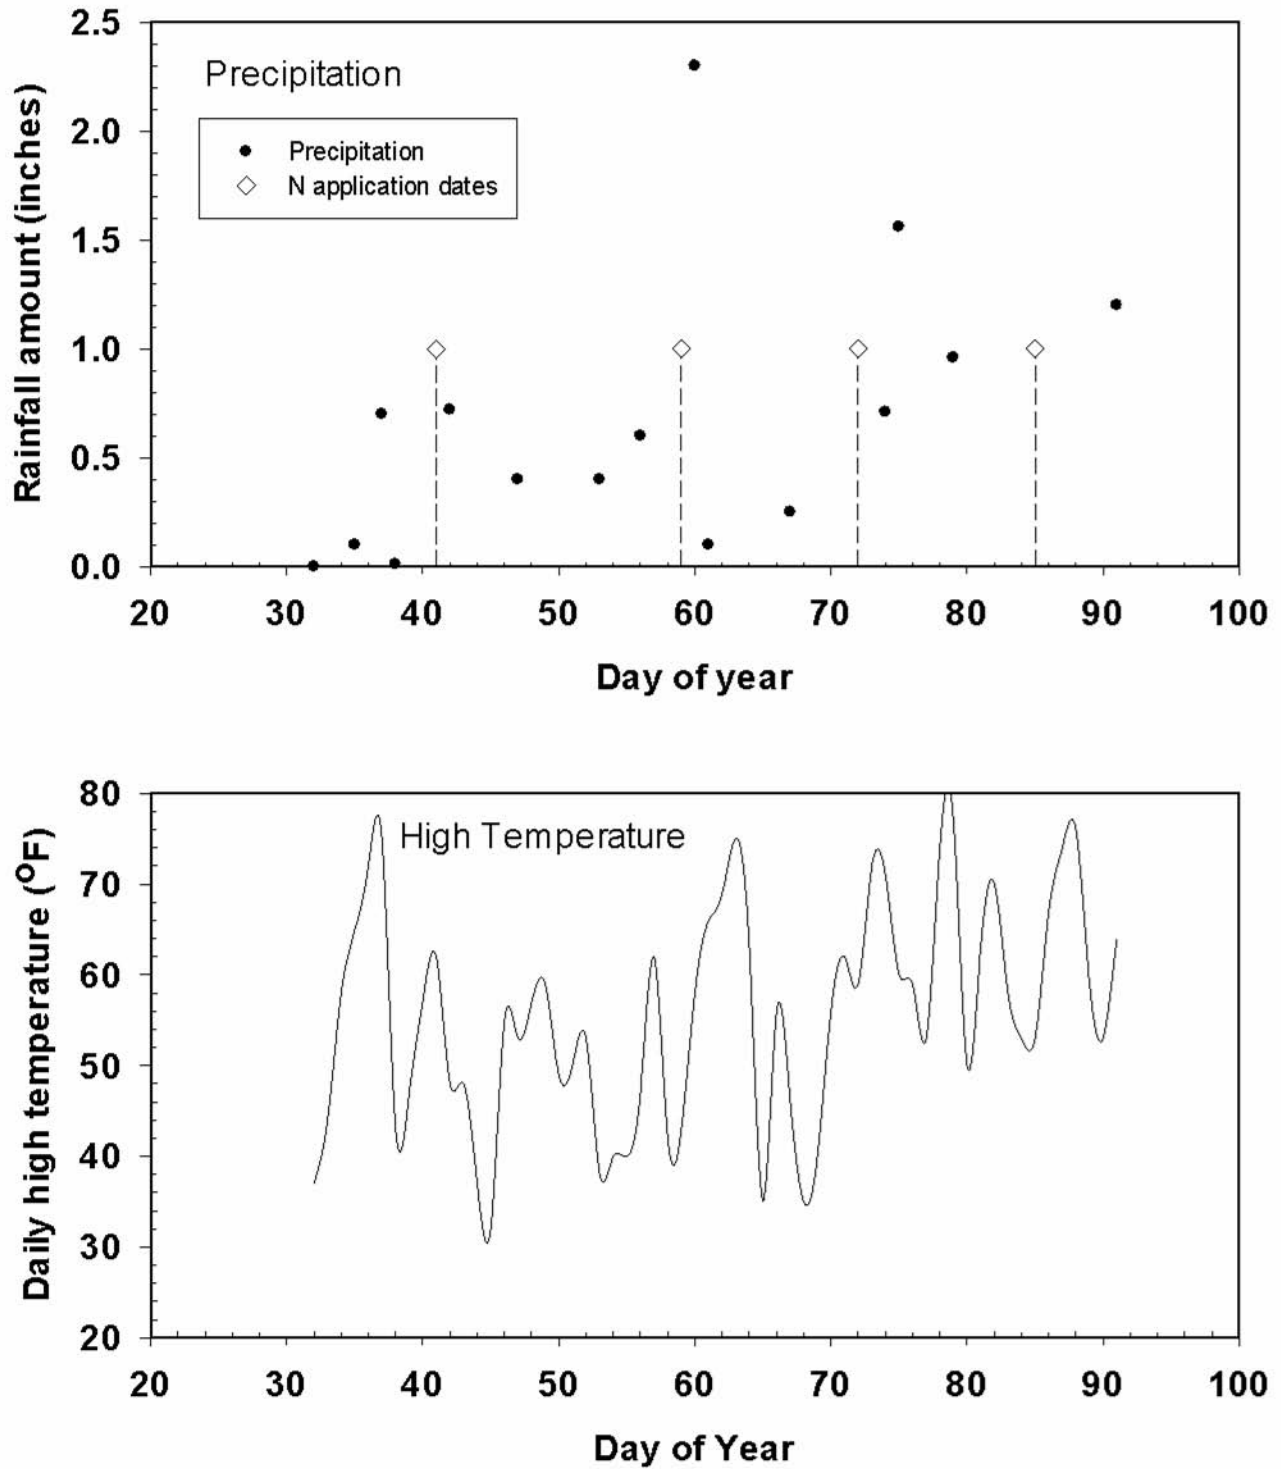 Precipitation
Precipitation
N application dates
Rainfall amount (inches)
2.5
2.0
1.5
1.0
0.5
0.0
20 30 40 50 60 70 80 90 100
Day of year
High Temperature
Daily high temperature (ºF)
80
70
60
50
40
30
20
20 30 40 50 60 70 80 90 100
Day of Year